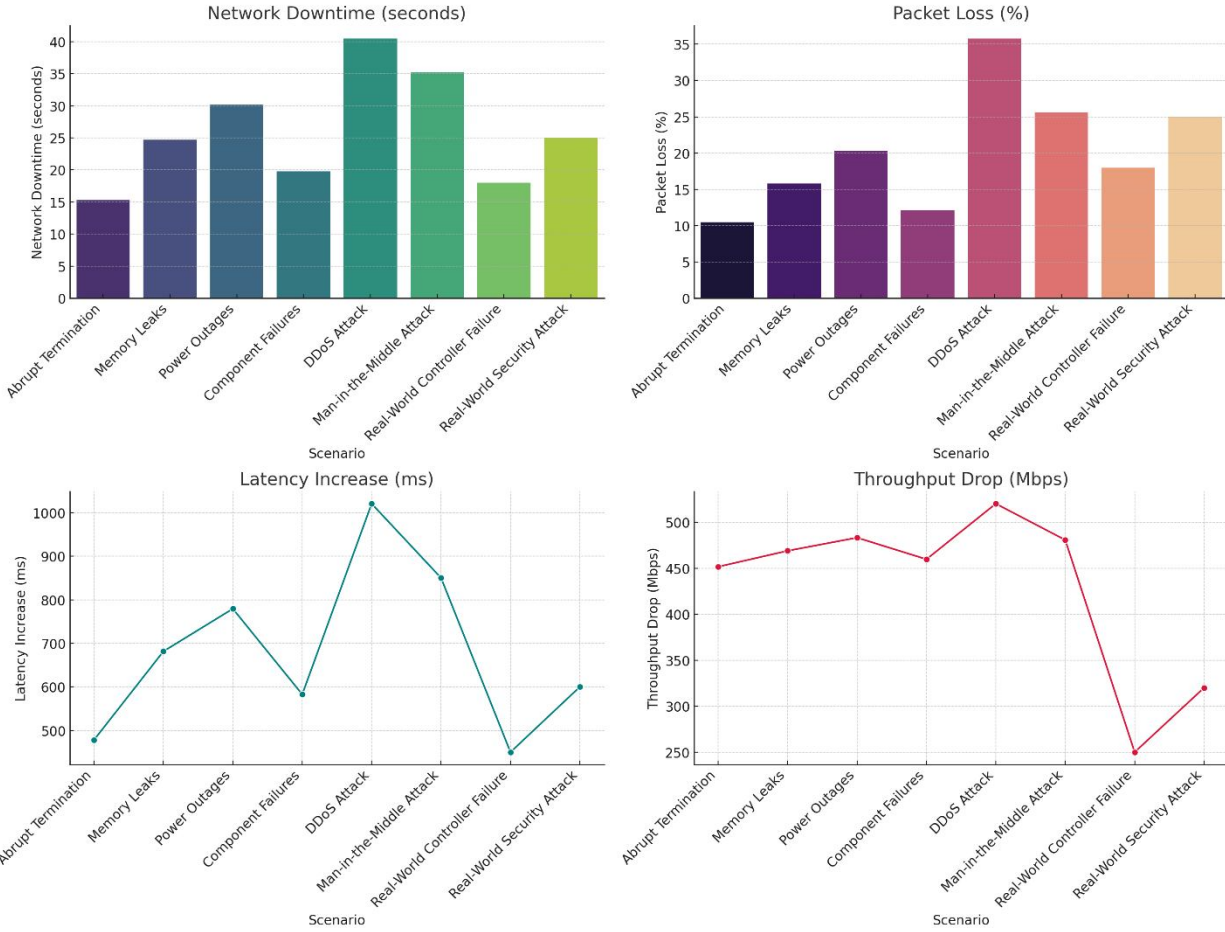 Network Downtime (seconds)
Network Downtime (seconds)
40
35
30
25
20
15
10
5
0
Abrupt Termination
Memory Leaks
Power Outages
Component Failures
DDoS Attack
Man-in-the-Middle Attack
Real-World Controller Failure
Real-World Security Attack
Scenario
Packet Loss (%)
Packet Loss (%)
35
30
25
20
15
10
5
0
Abrupt Termination
Memory Leaks
Power Outages
Component Failures
DDoS Attack
Man-in-the-Middle Attack
Real-World Controller Failure
Real-World Security Attack
Scenario
Latency Increase (ms)
Latency Increase (ms)
1000
900
800
700
600
500
Abrupt Termination
Memory Leaks
Power Outages
Component Failures
DDoS Attack
Man-in-the-Middle Attack
Real-World Controller Failure
Real-World Security Attack
Scenario
Throughput Drop (Mbps)
Throughput Drop (Mbps)
500
450
400
350
300
250
Abrupt Termination
Memory Leaks
Power Outages
Component Failures
DDoS Attack
Man-in-the-Middle Attack
Real-World Controller Failure
Real-World Security Attack
Scenario